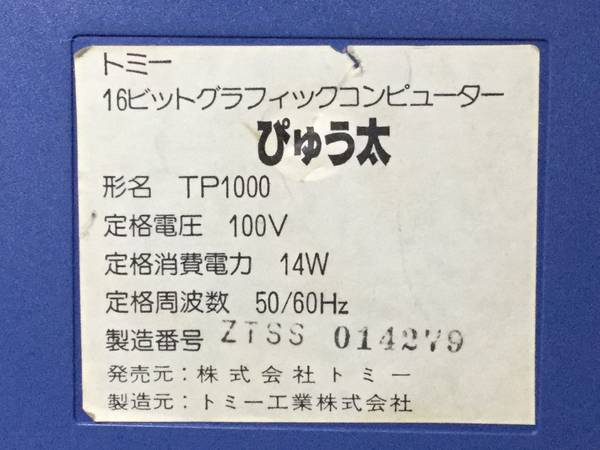 トミー
16ビットグラフィックコンピューター
ぴゅう太
形名 TP1000
定格電圧 100V
定格消費電力 14W
定格周波数 50/60Hz
製造番号 ZTSS 014279
発売元：株式会社トミー
製造元：トミー工業株式会社